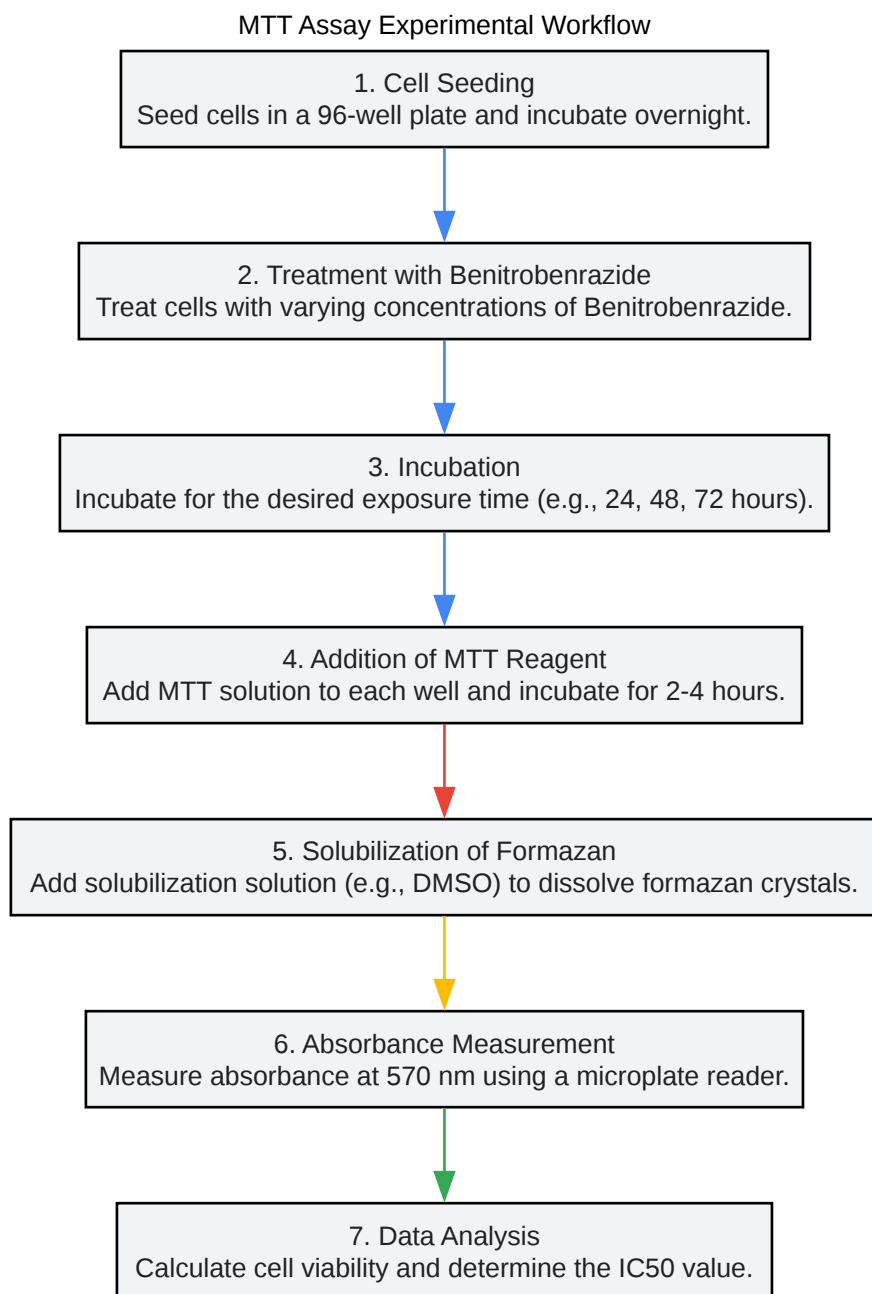 MTT Assay Experimental Workflow
1. Cell Seeding
Seed cells in a 96-well plate and incubate overnight.
2. Treatment with Benitrobenrazide
Treat cells with varying concentrations of Benitrobenrazide.
3. Incubation
Incubate for the desired exposure time (e.g., 24, 48, 72 hours).
4. Addition of MTT Reagent
Add MTT solution to each well and incubate for 2-4 hours.
5. Solubilization of Formazan
Add solubilization solution (e.g., DMSO) to dissolve formazan crystals.
6. Absorbance Measurement
Measure absorbance at 570 nm using a microplate reader.
7. Data Analysis
Calculate cell viability and determine the IC50 value.